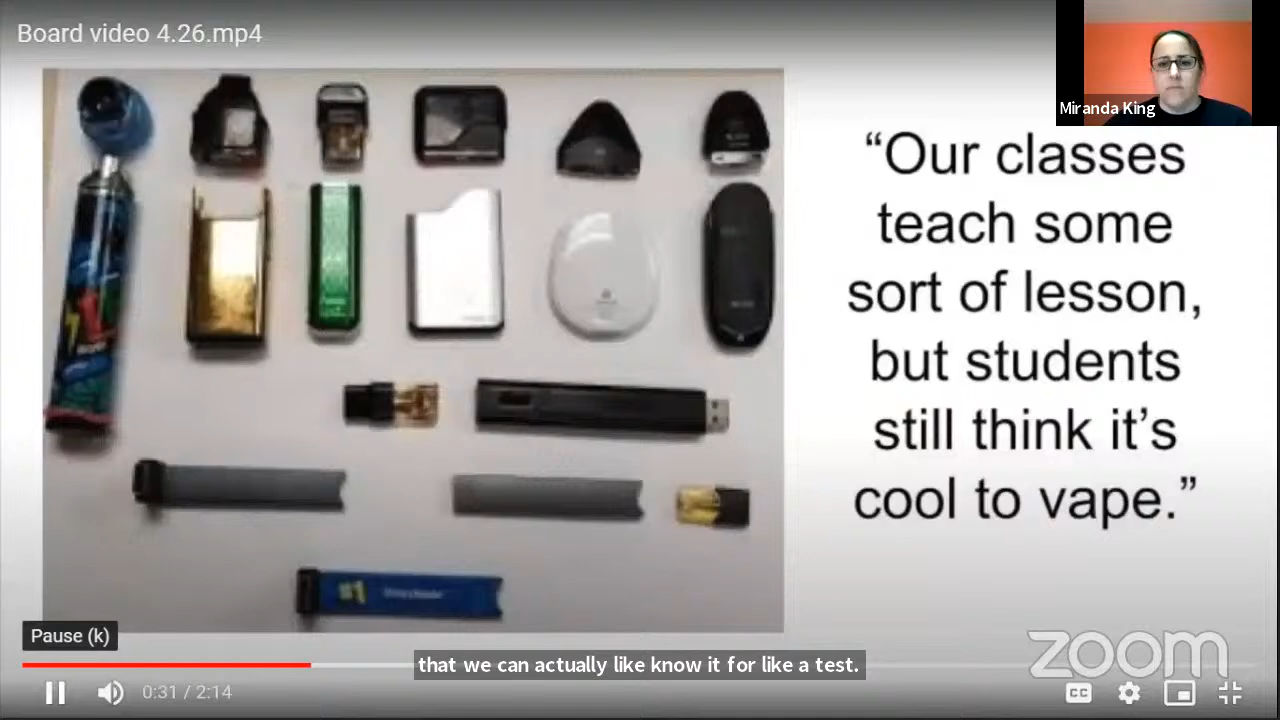 Board video 4.26.mp4
Miranda King
“Our classes
teach some
sort of lesson,
but students
still think it’s
cool to vape.”
Pause (k)
that we can actually like know it for like a test.
zoom
0:31 / 2:14
CC